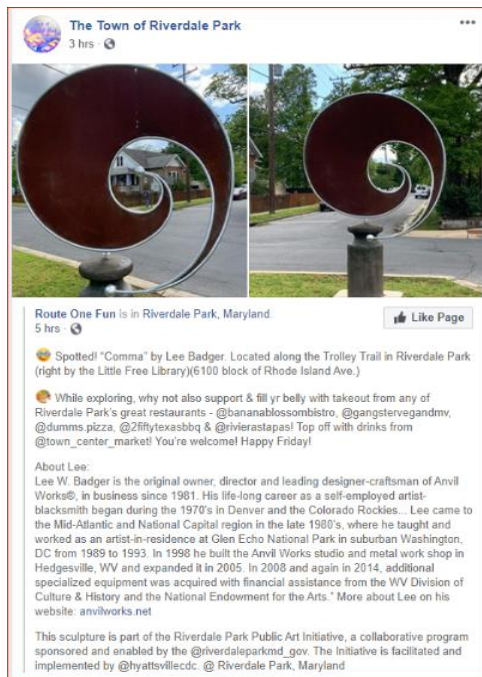 The Town of Riverdale Park
3 hrs ·
Route One Fun is in Riverdale Park, Maryland.
5 hrs ·
Like Page
Spotted! “Comma” by Lee Badger. Located along the Trolley Trail in Riverdale Park
(right by the Little Free Library)(6100 block of Rhode Island Ave.)
While exploring, why not also support & fill yr belly with takeout from any of
Riverdale Park's great restaurants - @bananablossombistro, @gangstervegandmv,
@dumms.pizza, @2fiftytexasbbq & @rivierastapas! Top off with drinks from
@town_center_market! You're welcome! Happy Friday!
About Lee:
Lee W. Badger is the original owner, director and leading designer-craftsman of Anvil
Works©, in business since 1981. His life-long career as a self-employed artist-
blacksmith began during the 1970's in Denver and the Colorado Rockies... Lee came to
the Mid-Atlantic and National Capital region in the late 1980's, where he taught and
worked as an artist-in-residence at Glen Echo National Park in suburban Washington,
DC from 1989 to 1993. In 1998 he built the Anvil Works studio and metal work shop in
Hedgesville, WV and expanded it in 2005. In 2008 and again in 2014, additional
specialized equipment was acquired with financial assistance from the WV Division of
Culture & History and the National Endowment for the Arts.” More about Lee on his
website: anvilworks.net
This sculpture is part of the Riverdale Park Public Art Initiative, a collaborative program
sponsored and enabled by the @riverdaleparkmd_gov. The Initiative is facilitated and
implemented by @hyattsvillecdc. @ Riverdale Park, Maryland